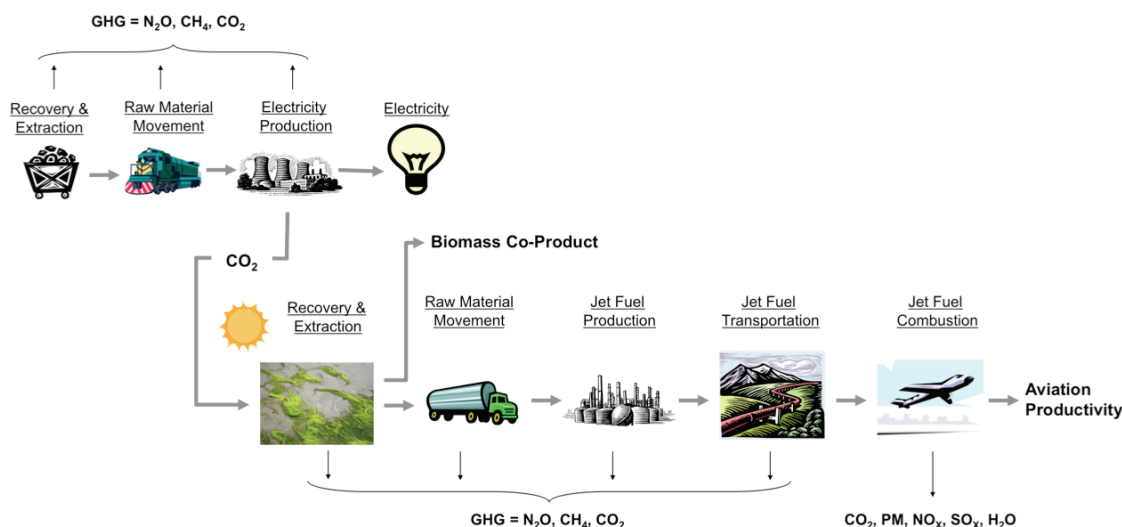 GHG = N₂O, CH₄, CO₂
Recovery &
Extraction
Raw Material
Movement
Electricity
Production
Electricity
CO₂
Biomass Co-Product
Recovery &
Extraction
Raw Material
Movement
Jet Fuel
Production
Jet Fuel
Transportation
Jet Fuel
Combustion
Aviation
Productivity
GHG = N₂O, CH₄, CO₂
CO₂, PM, NOₓ, SOₓ, H₂O